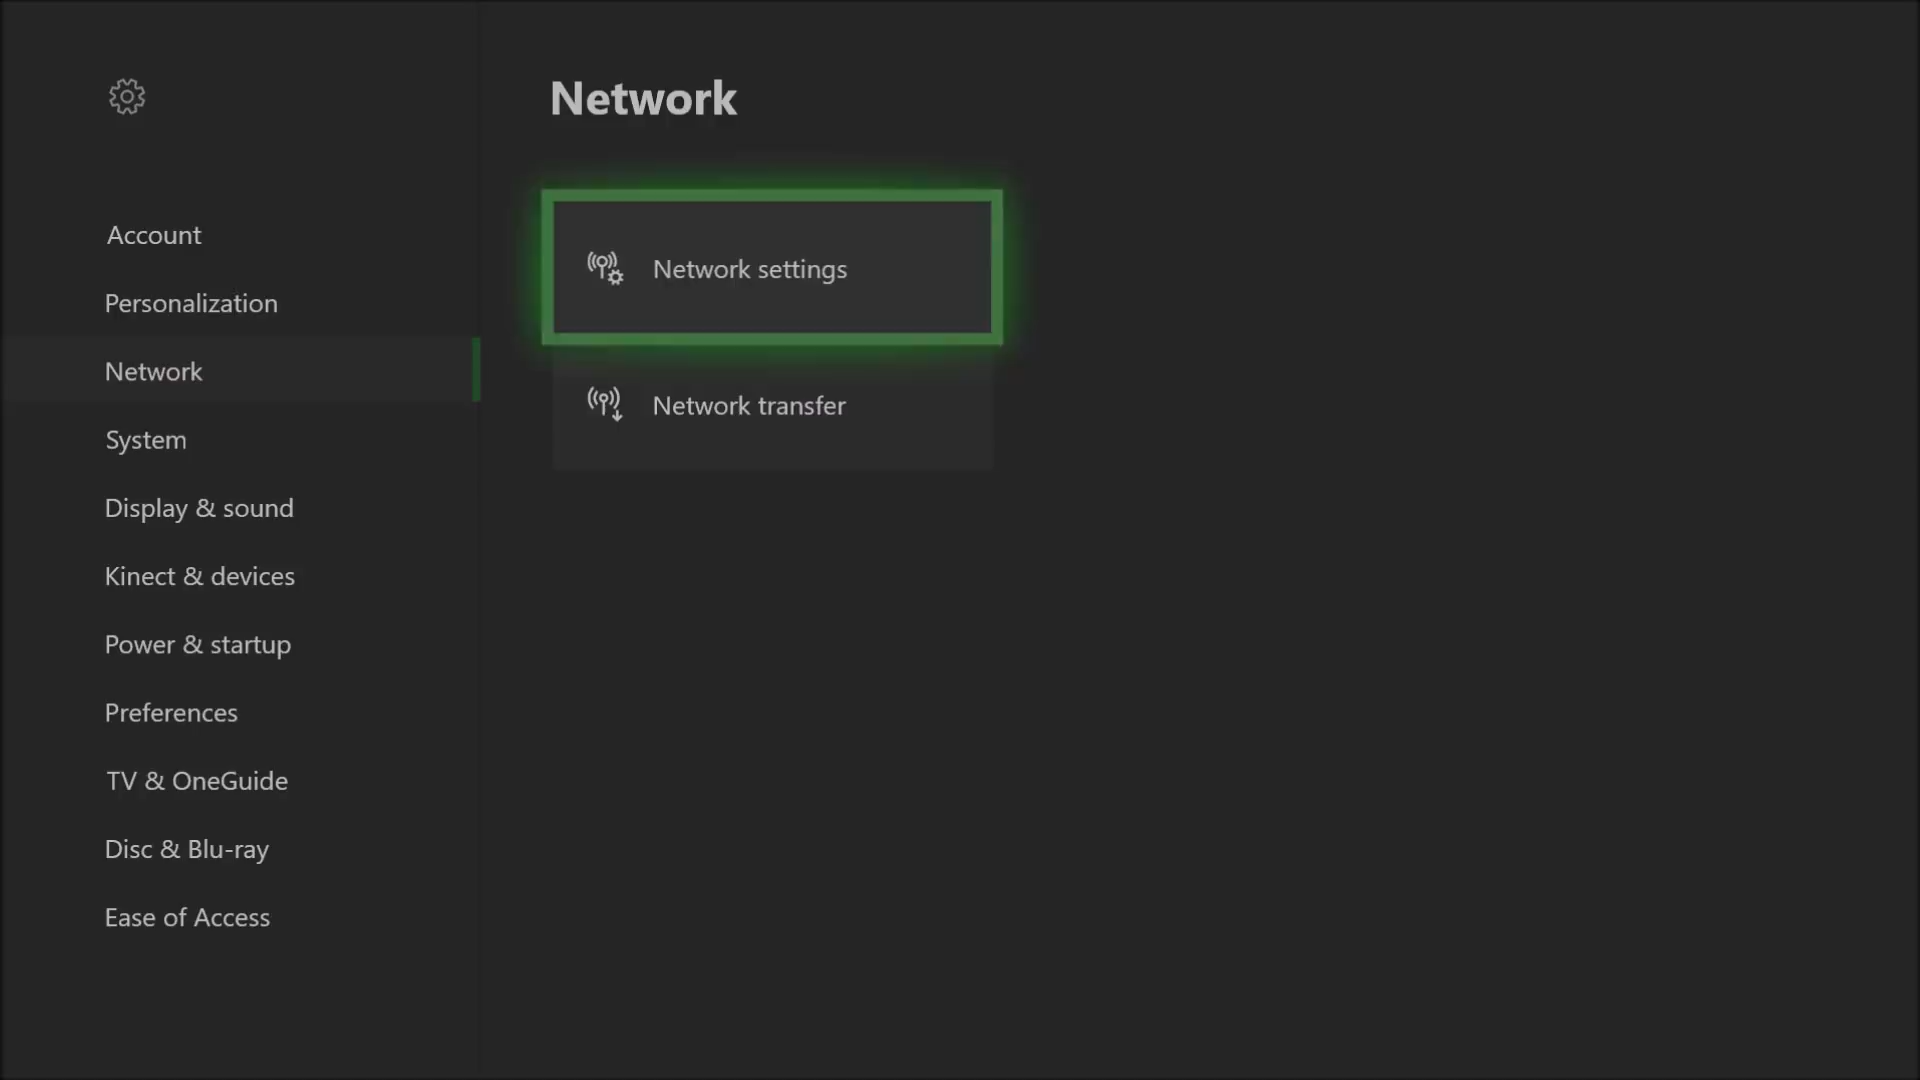 Network
Account
Personalization
Network
System
Display & sound
Kinect & devices
Power & startup
Preferences
TV & OneGuide
Disc & Blu-ray
Ease of Access
Network settings
Network transfer